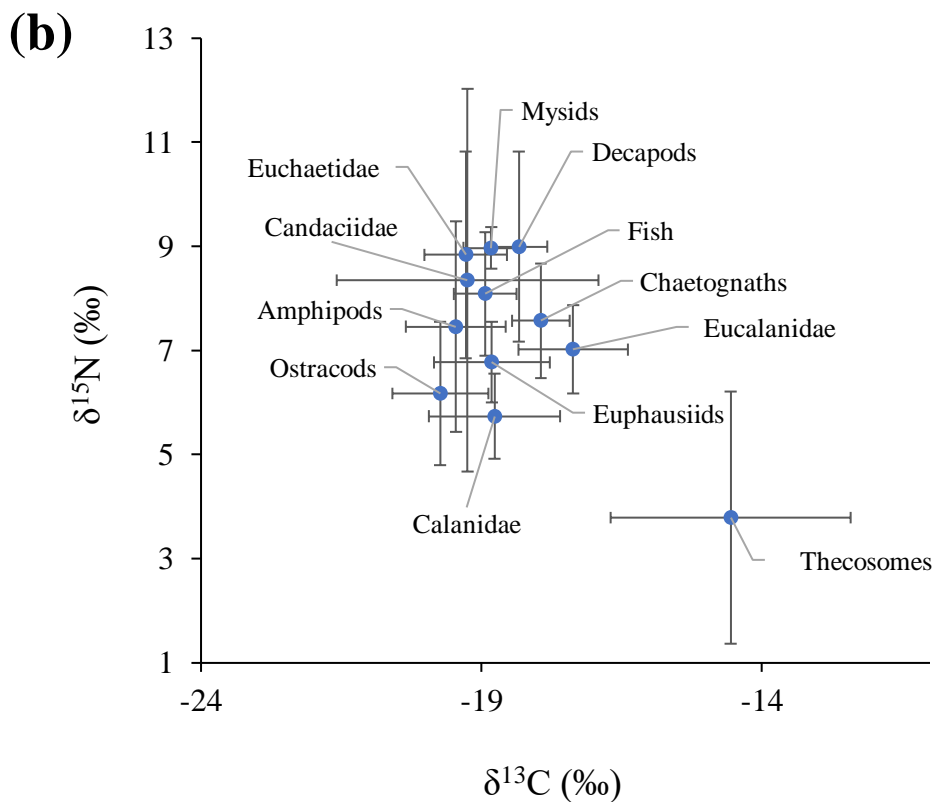 (b)
13
11
9
7
5
3
1
δ¹⁵N (‰)
Mysids
Decapods
Euchaetidae
Candaciidae
Fish
Chaetognaths
Amphipods
Eucalanidae
Ostracods
Euphausiids
Calanidae
Thecosomes
-24
-19
-14
δ¹³C (‰)